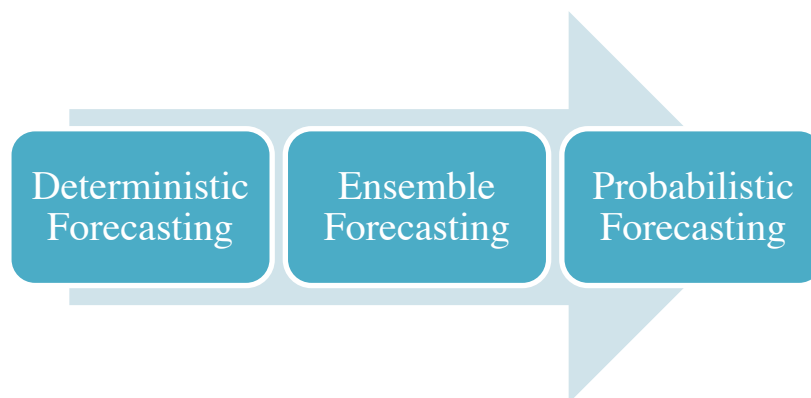 Deterministic
Forecasting
Ensemble
Forecasting
Probabilistic
Forecasting